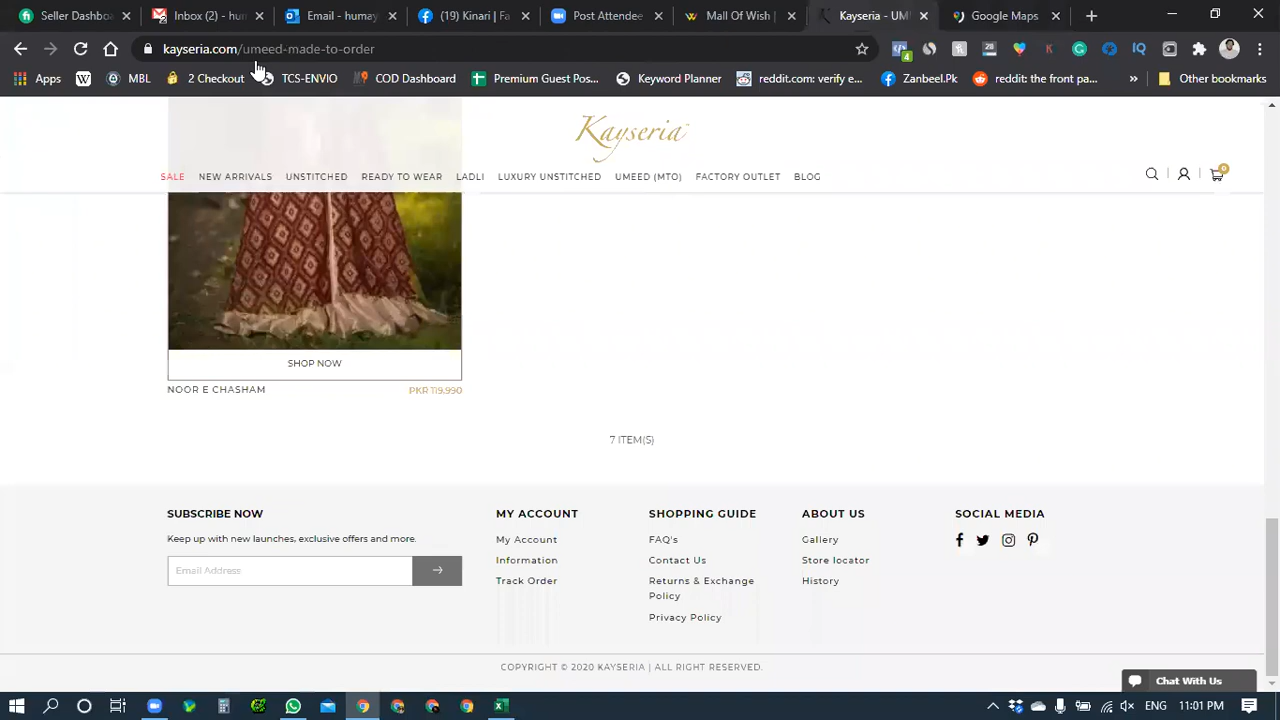 Seller Dashboa
Inbox (2) - hum
Email - humay
(19) Kinari | Fa
Post Attendee
Mall Of Wish |
Kayseria - UM
Google Maps
kayseria.com/umeed-made-to-order
4
28
Apps
MBL
2 Checkout
TCS-ENVIO
COD Dashboard
Premium Guest Pos...
Keyword Planner
reddit.com: verify e...
Zanbeel.Pk
reddit the front pa...
»
Other bookmarks
Kayseria
SALE NEW ARRIVALS UNSTITCHED READY TO WEAR LADLI LUXURY UNSTITCHED UMEED (MTO) FACTORY OUTLET BLOG
0
SHOP NOW
NOOR E CHASHAM PKR 119,990
7 ITEM(S)
SUBSCRIBE NOW
Keep up with new launches, exclusive offers and more.
Email Address
MY ACCOUNT
My Account
Information
Track Order
SHOPPING GUIDE
FAQ's
Contact Us
Returns & Exchange
Policy
Privacy Policy
ABOUT US
Gallery
Store locator
History
SOCIAL MEDIA
COPYRIGHT © 2020 KAYSERIA | ALL RIGHT RESERVED.
Chat With Us
ENG 11:01 PM